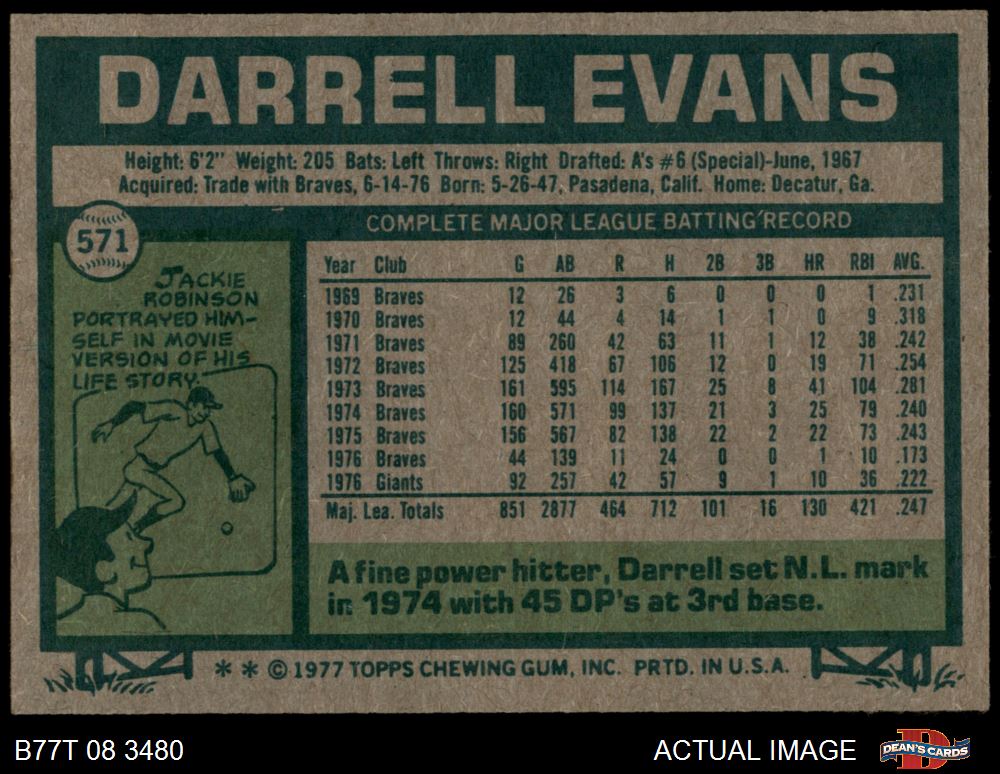 DARRELL EVANS
Height: 6'2" Weight: 205 Bats: Left Throws: Right Drafted: A's #6 (Special)-June, 1967
Acquired: Trade with Braves, 6-14-76 Born: 5-26-47, Pasadena, Calif. Home: Decatur, Ga.
571
COMPLETE MAJOR LEAGUE BATTING RECORD
JACKIE
ROBINSON
PORTRAYED HIM-
SELF IN MOVIE
VERSION OF HIS
LIFE STORY.
Year Club G AB R H 2B 3B HR RBI AVG.
1969 Braves 12 26 3 6 0 0 0 1 .231
1970 Braves 12 44 4 14 1 1 0 9 .318
1971 Braves 89 260 42 63 11 1 12 38 .242
1972 Braves 125 418 67 106 12 0 19 71 .254
1973 Braves 161 595 114 167 25 8 41 104 .281
1974 Braves 160 571 99 137 21 3 25 79 .240
1975 Braves 156 567 82 138 22 2 22 73 .243
1976 Braves 44 139 11 24 0 0 1 10 .173
1976 Giants 92 257 42 57 9 1 10 36 .222
Maj. Lea. Totals 851 2877 464 712 101 16 130 421 .247
A fine power hitter, Darrell set N.L. mark
in 1974 with 45 DP's at 3rd base.
* * © 1977 TOPPS CHEWING GUM, INC. PRTD. IN U.S.A.
B77T 08 3480
ACTUAL IMAGE
B
DEAN'S CARDS